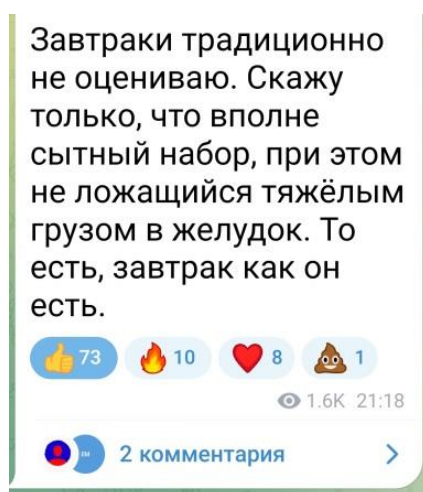 Завтраки традиционно
не оцениваю. Скажу
только, что вполне
сытный набор, при этом
не ложащийся тяжёлым
грузом в желудок. То
есть, завтрак как он
есть.
73 10 8 1
1.6K 21:18
2 комментария